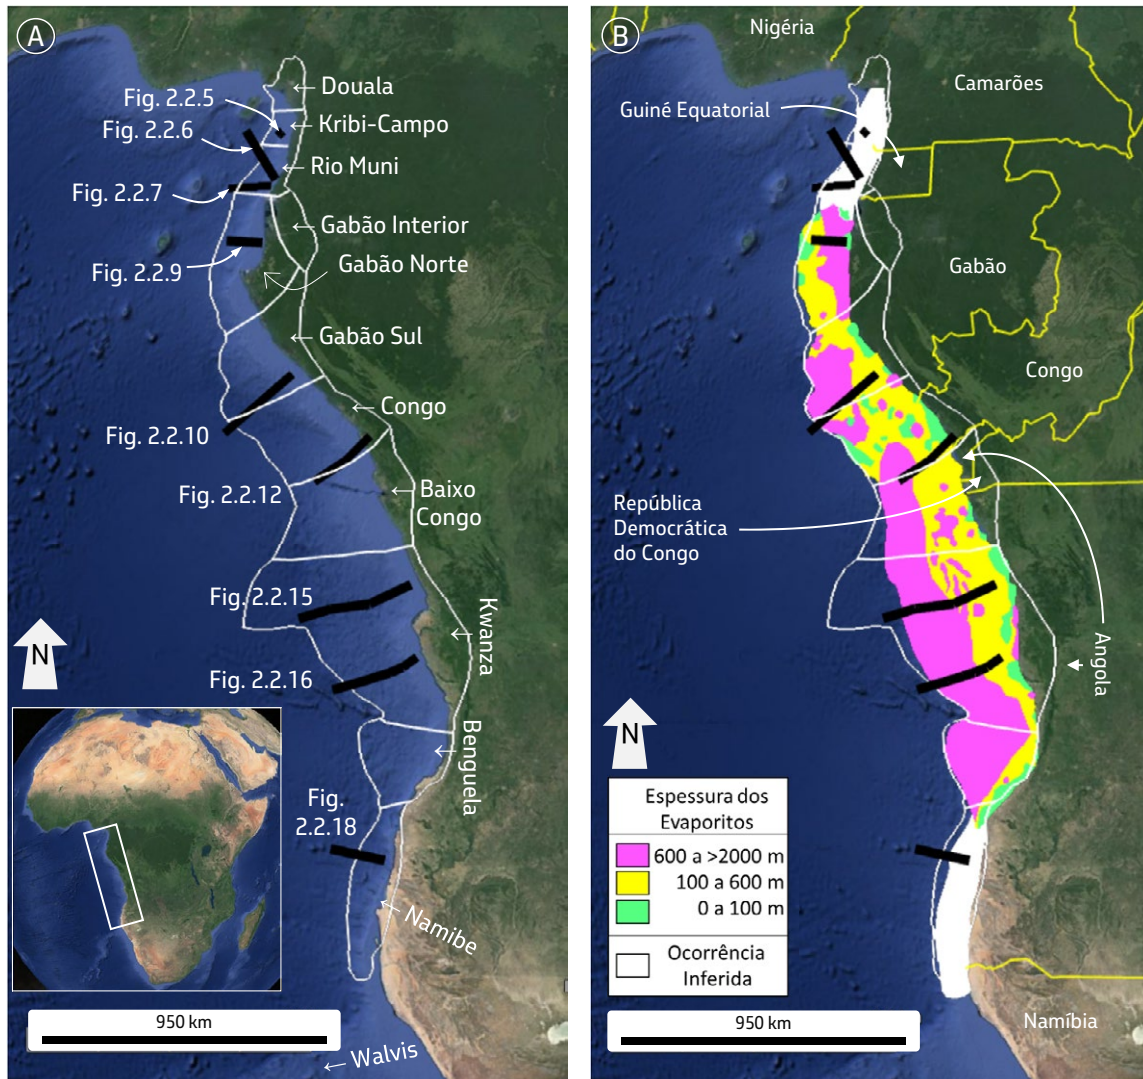 A
Douala
Fig. 2.2.5
Kribi-Campo
Fig. 2.2.6
Rio Muni
Fig. 2.2.7
Gabão Interior
Gabão Norte
Fig. 2.2.9
Gabão Sul
Congo
Fig. 2.2.10
Fig. 2.2.12
Baixo
Congo
Fig. 2.2.15
Kwanza
Fig. 2.2.16
N
Benguela
Fig.
2.2.18
Namibe
950 km
Walvis
B
Nigéria
Camarões
Guiné Equatorial
Gabão
Congo
República
Democrática
do Congo
Angola
N
Espessura dos
Evaporitos
600 a >2000 m
100 a 600 m
0 a 100 m
Ocorrência
Inferida
Namíbia
950 km